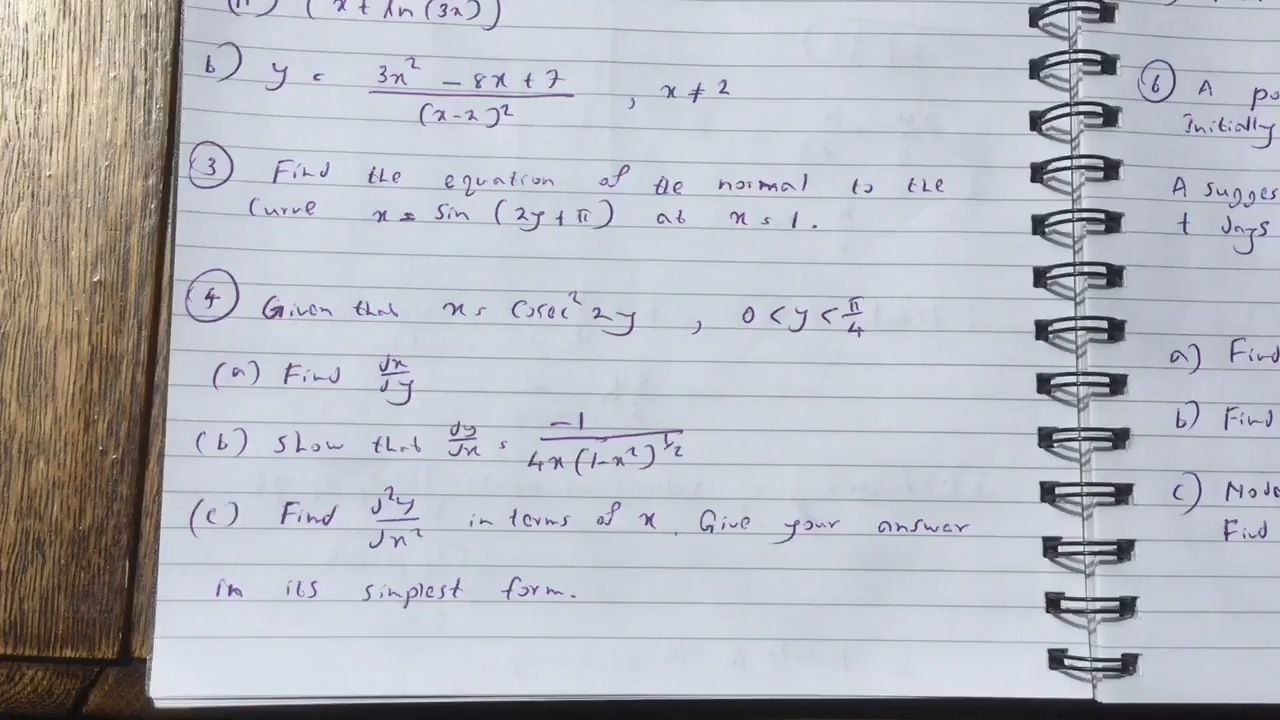 (ii) (x + ln (3x))
b) y = 3x² - 8x + 7 / (x-2)² , x ≠ 2
③ Find the equation of the normal to the
Curve x = sin (2y + π) at x = 1.
④ Given that x = Cosec² 2y , 0 < y < π/4
(a) Find dx/dy
(b) show that dy/dx = -1 / 4x(1-x²)^1/2
(c) Find d²y/dx² in terms of x. Give your answer
in its simplest form.
⑥ A
Initially
A
t days
a) Find
b) Find
c)
Find